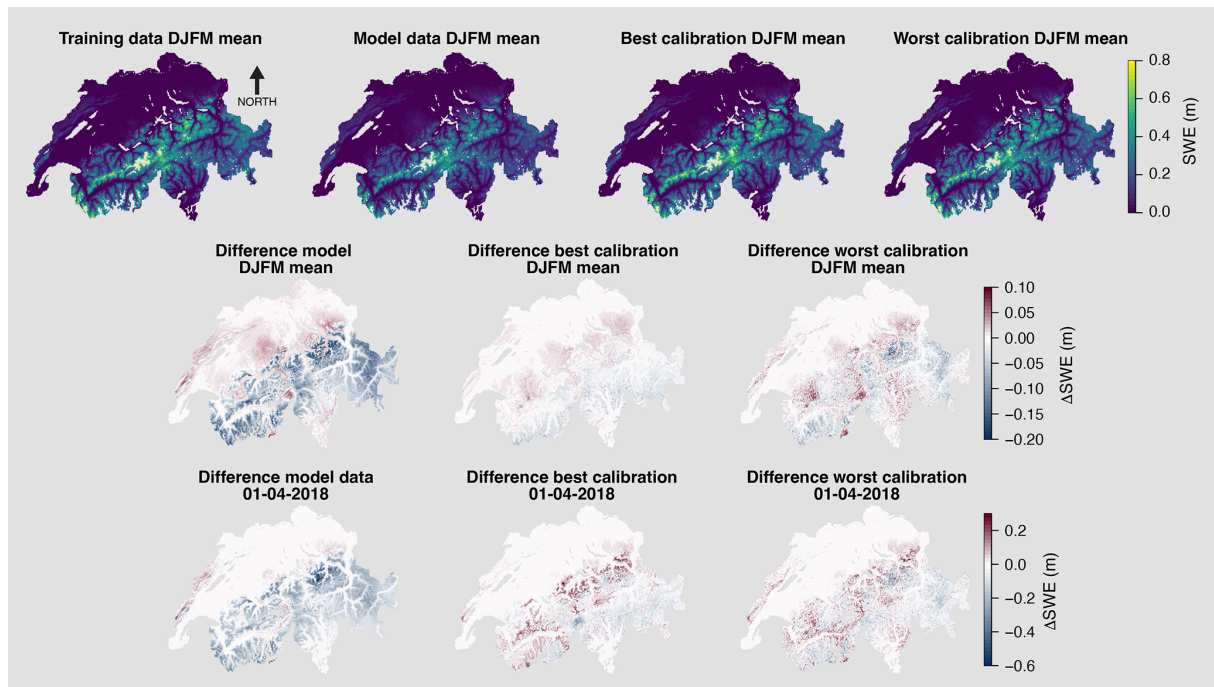 Training data DJFM mean
Model data DJFM mean
Best calibration DJFM mean
Worst calibration DJFM mean
NORTH
0.8
0.6
0.4
0.2
0.0
SWE (m)
Difference model
DJFM mean
Difference best calibration
DJFM mean
Difference worst calibration
DJFM mean
0.10
0.05
0.00
−0.05
−0.10
−0.15
−0.20
ΔSWE (m)
Difference model data
01-04-2018
Difference best calibration
01-04-2018
Difference worst calibration
01-04-2018
0.2
0.0
−0.2
−0.4
−0.6
ΔSWE (m)